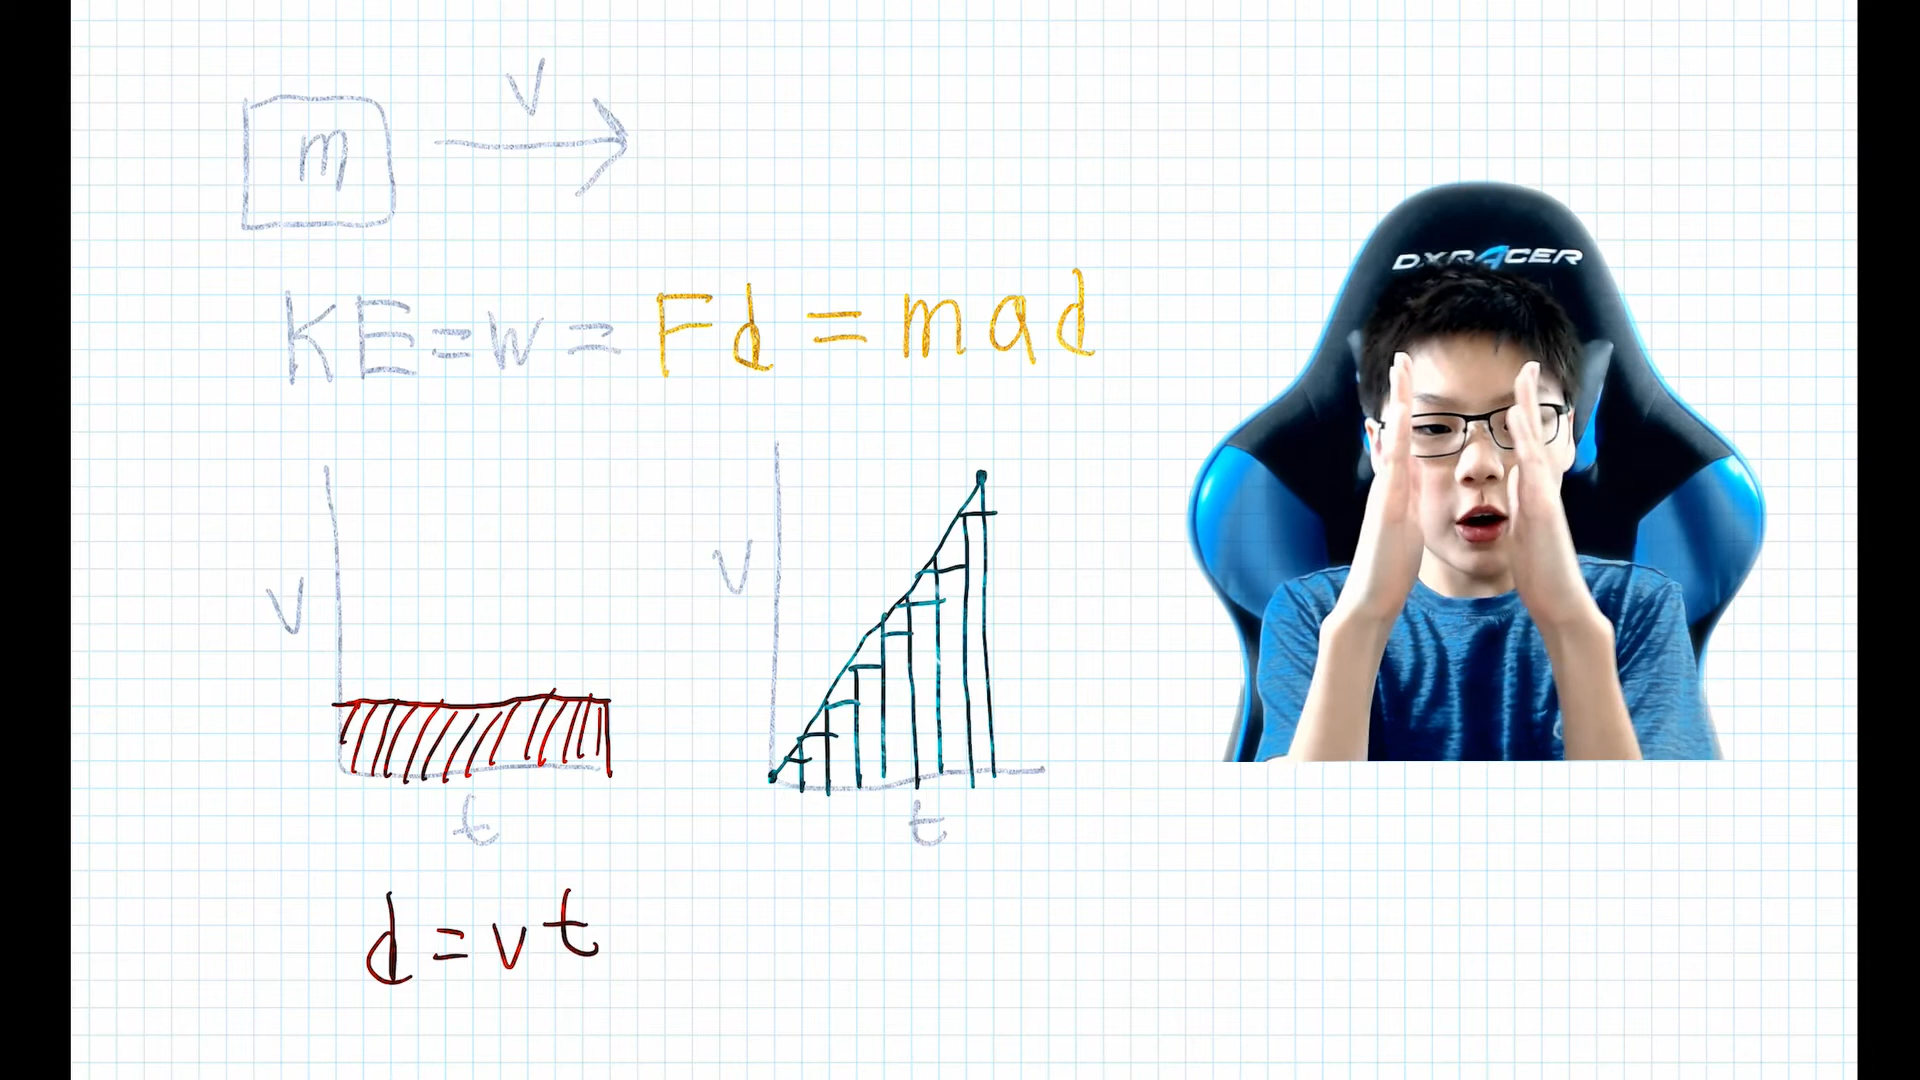 m
V
KE=W=Fd=mad
V
t
V
t
d=vt
DXRACER